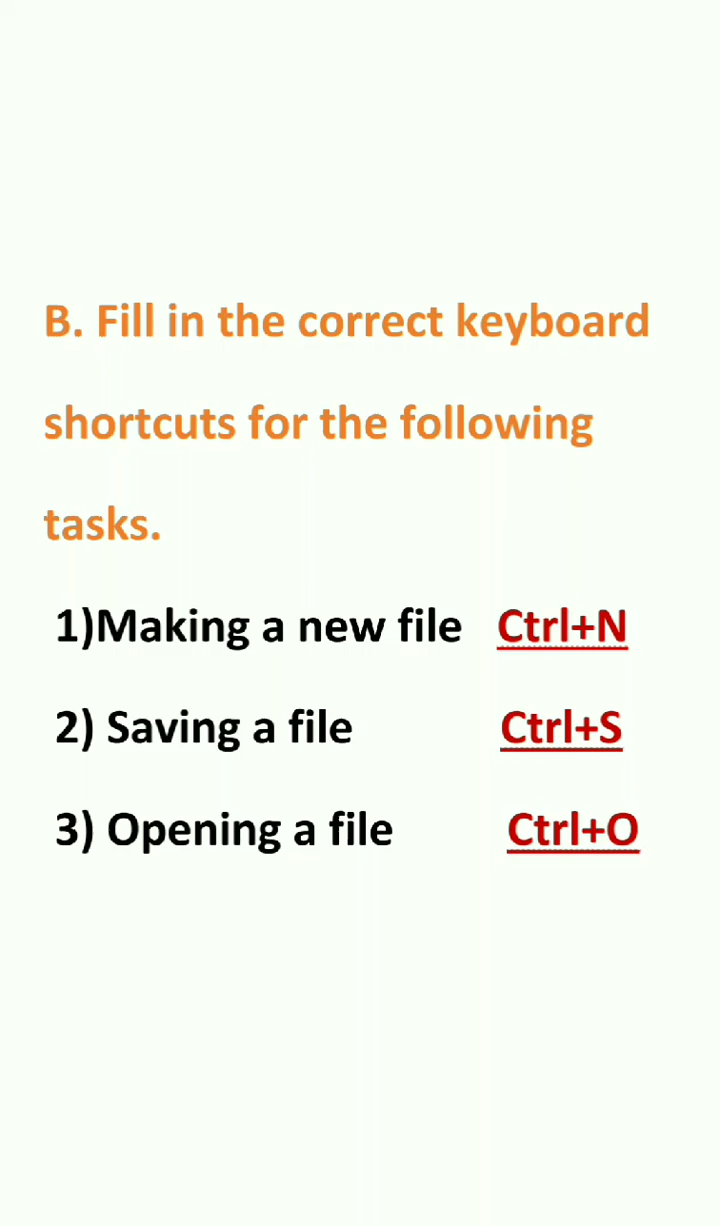 B. Fill in the correct keyboard
shortcuts for the following
tasks.
1)Making a new file Ctrl+N
2) Saving a file Ctrl+S
3) Opening a file Ctrl+O